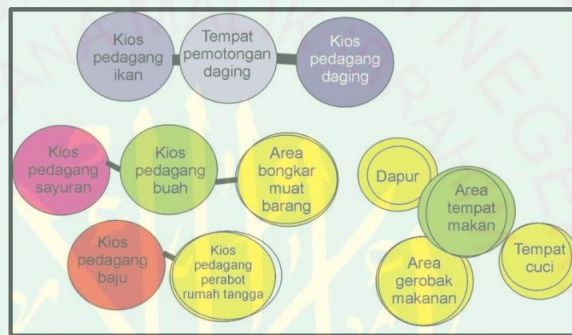 Kios
pedagang
ikan
Tempat
pemotongan
daging
Kios
pedagang
daging
Kios
pedagang
sayuran
Kios
pedagang
buah
Area
bongkar
muat
barang
Kios
pedagang
baju
Kios
pedagang
perabot
rumah tangga
Dapur
Area
tempat
makan
Area
gerobak
makanan
Tempat
cuci